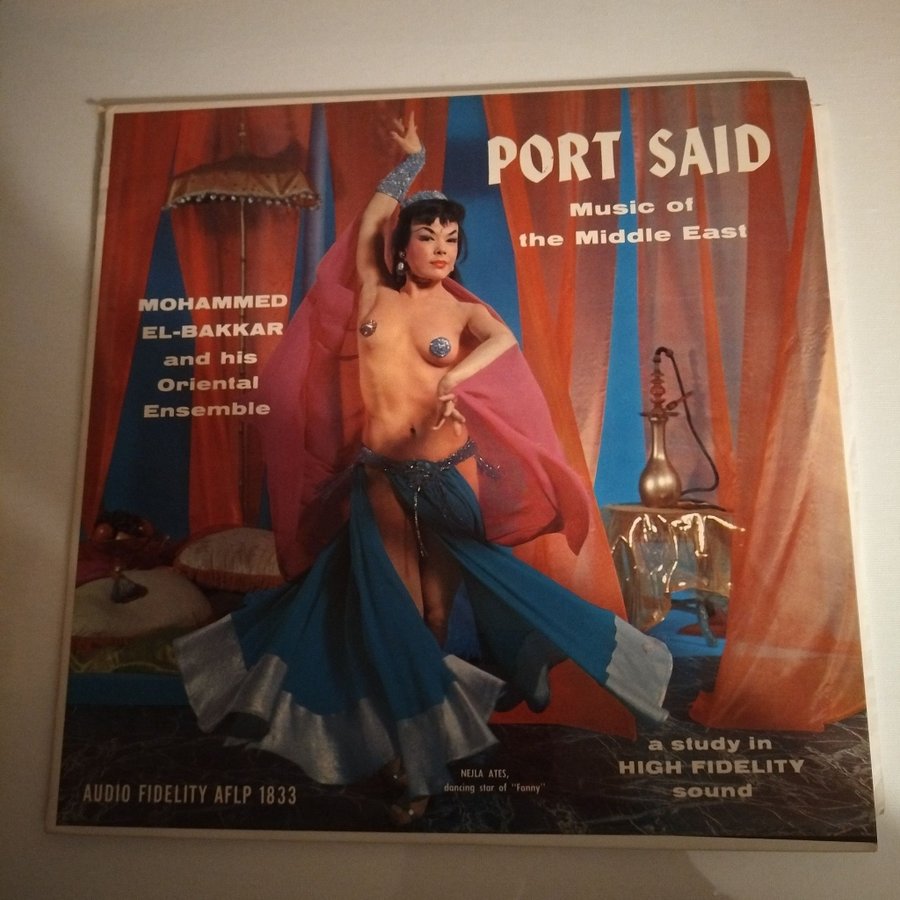 PORT SAID
Music of
the Middle East
MOHAMMED
EL-BAKKAR
and his
Oriental
Ensemble
a study in
HIGH FIDELITY
sound
NEJLA ATES,
dancing star of "Fanny"
AUDIO FIDELITY AFLP 1833